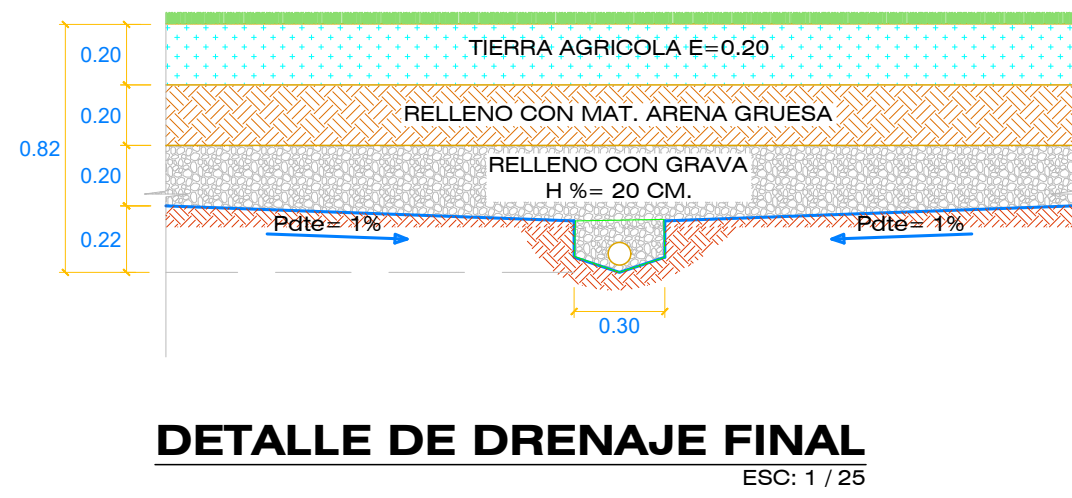 TIERRA AGRICOLA E=0.20
0.20
RELLENO CON MAT. ARENA GRUESA
0.20
0.82
RELLENO CON GRAVA
H %= 20 CM.
0.20
Pdte= 1%
Pdte= 1%
0.22
0.30
DETALLE DE DRENAJE FINAL
ESC: 1 / 25